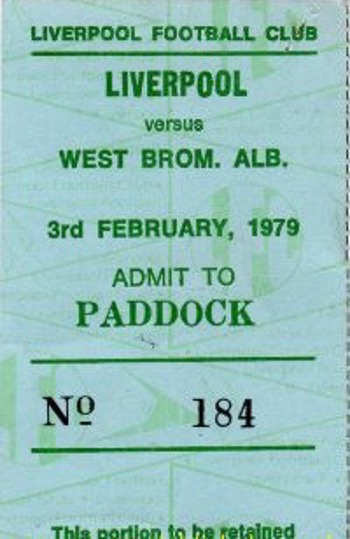 LIVERPOOL FOOTBALL CLUB
LIVERPOOL
versus
WEST BROM. ALB.
3rd FEBRUARY, 1979
ADMIT TO
PADDOCK
Nº 184
This portion to be retained